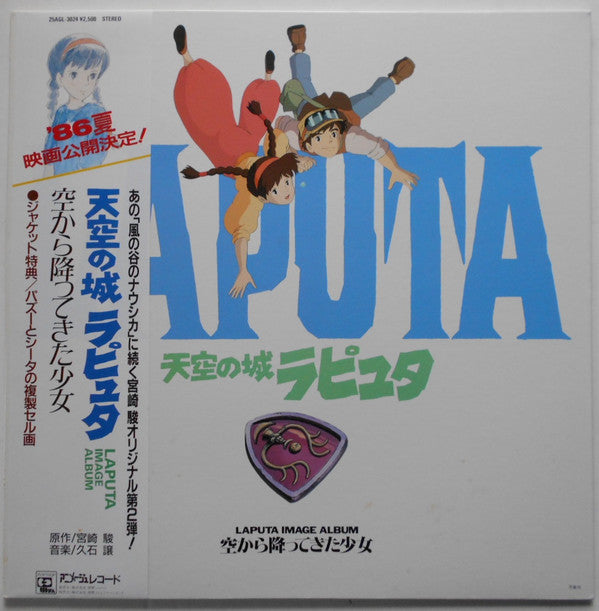 25AGL-3024 ¥2,500 STEREO
'86夏
映画公開決定!
あの「風の谷のナウシカ」に続く宮崎 駿オリジナル第2弾!
天空の城 ラピュタ
LAPUTA
IMAGE
ALBUM
空から降ってきた少女
●ジャケット特典/パズーとシータの複製セル画
原作/宮崎 駿
音楽/久石 譲
アニメージュレコード
APUTA
天空の城 ラピュタ
LAPUTA IMAGE ALBUM
空から降ってきた少女